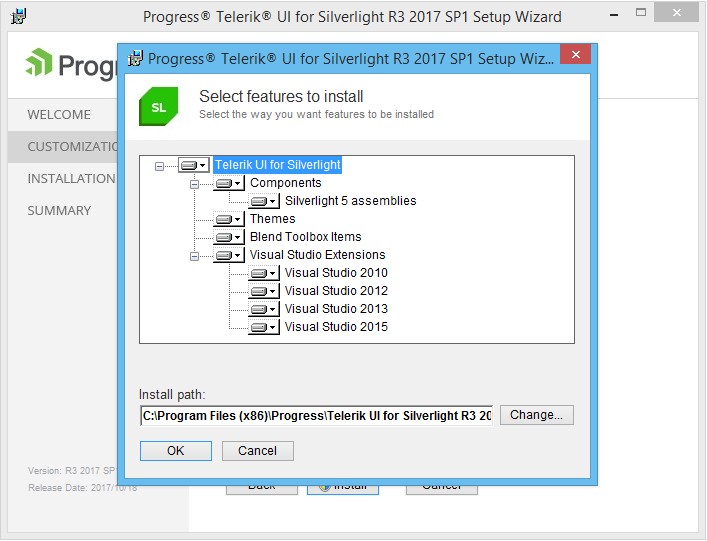 Progress® Telerik® UI for Silverlight R3 2017 SP1 Setup Wizard
Progress® Telerik® UI for Silverlight R3 2017 SP1 Setup Wiz...
SL
Select features to install
Select the way you want features to be installed
WELCOME
INSTALLATION
SUMMARY
Telerik UI for Silverlight
Components
Silverlight 5 assemblies
Themes
Blend Toolbox Items
Visual Studio Extensions
Visual Studio 2010
Visual Studio 2012
Visual Studio 2013
Visual Studio 2015
Install path:
C:\Program Files (x86)\Progress\Telerik UI for Silverlight R3 20
Change...
OK
Cancel
Version: R3 2017 SP1
Release Date: 2017/10/18
Back
Install
Cancel